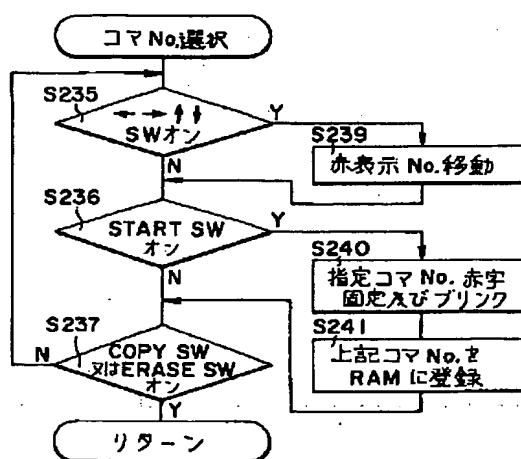 コマNo.選択
S235
← → ↑ ↓
SWオン
Y
N
S239
赤表示 No.移動
S236
START SW
オン
Y
N
S240
指定コマNo.赤字
固定及びブリンク
S237
COPY SW
又はERASE SW
オン
N
Y
S241
上記コマNo.を
RAMに登録
リターン